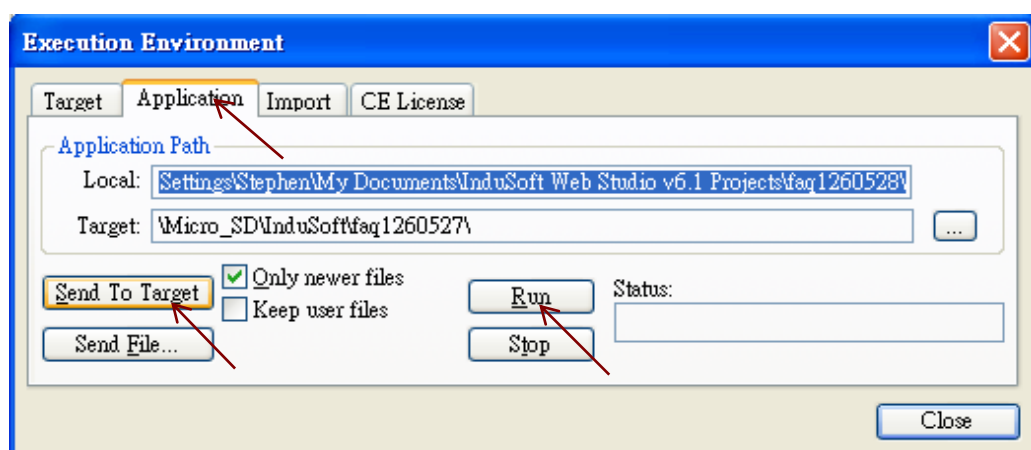 Execution Environment
Target Application Import CE License
Application Path
Local: Settings\Stephen\My Documents\InduSoft Web Studio v6.1 Projects\faq1260528\
Target: \Micro_SD\InduSoft\faq1260527\ ...
Send To Target Only newer files Run Status:
Keep user files
Send File... Stop
Close